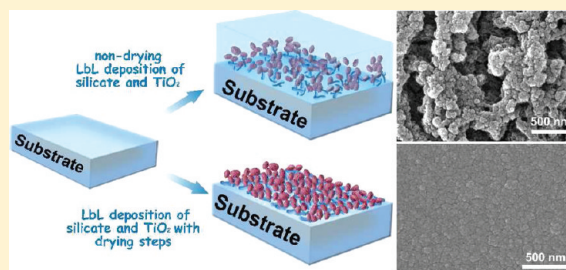 non-drying
LbL deposition of
silicate and TiO₂
Substrate
500 nm
Substrate
LbL deposition of
silicate and TiO₂ with
drying steps
Substrate
500 nm